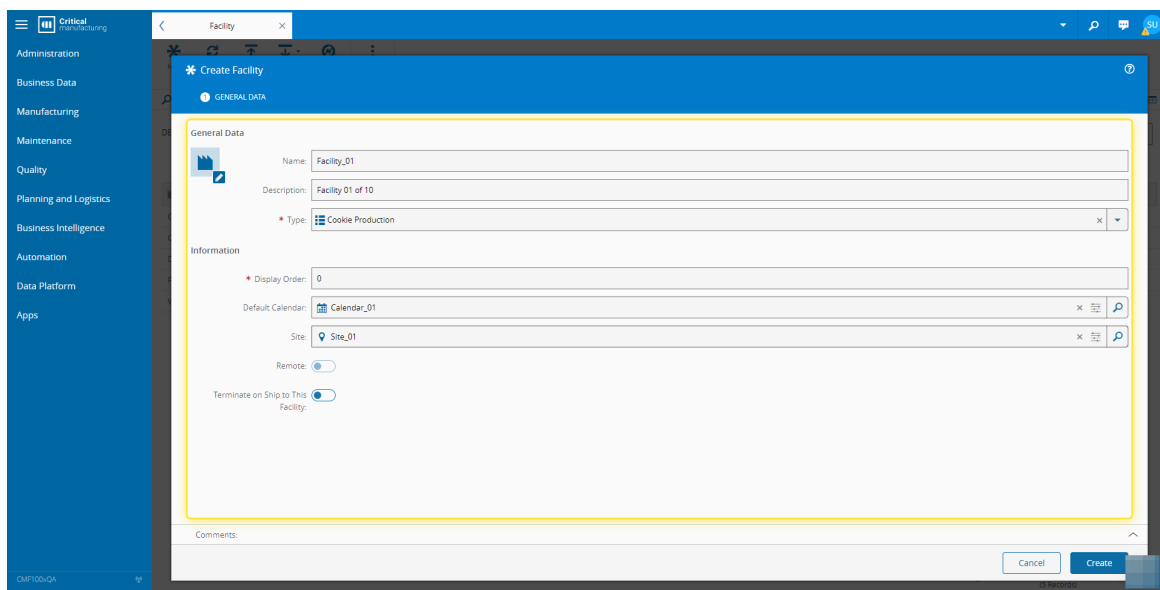 Critical
manufacturing
Facility
SU
Administration
Business Data
Manufacturing
Maintenance
Quality
Planning and Logistics
Business Intelligence
Automation
Data Platform
Apps
CMF100xQA
Create Facility
1 GENERAL DATA
General Data
Name: Facility_01
Description: Facility 01 of 10
* Type: Cookie Production
Information
* Display Order: 0
Default Calendar: Calendar_01
Site: Site_01
Remote:
Terminate on Ship to This
Facility:
Comments:
Cancel
Create